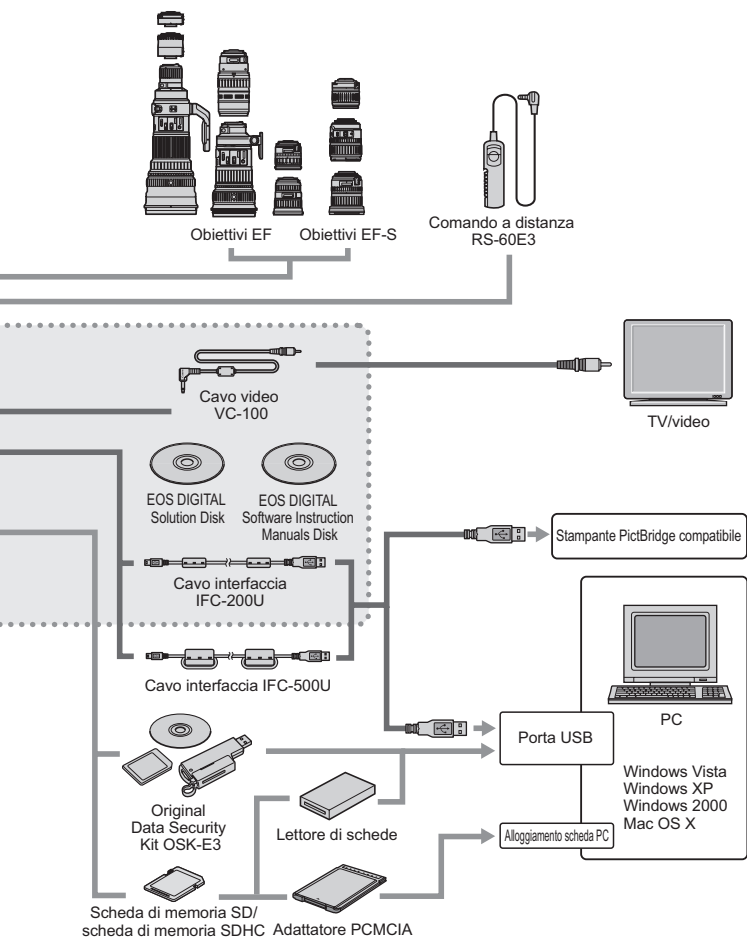 Obiettivi EF
Obiettivi EF-S
Comando a distanza
RS-60E3
Cavo video
VC-100
TV/video
EOS DIGITAL
Solution Disk
EOS DIGITAL
Software Instruction
Manuals Disk
Stampante PictBridge compatibile
Cavo interfaccia
IFC-200U
Cavo interfaccia IFC-500U
PC
Porta USB
Windows Vista
Windows XP
Windows 2000
Mac OS X
Original
Data Security
Kit OSK-E3
Lettore di schede
Alloggiamento scheda PC
Scheda di memoria SD/
scheda di memoria SDHC
Adattatore PCMCIA